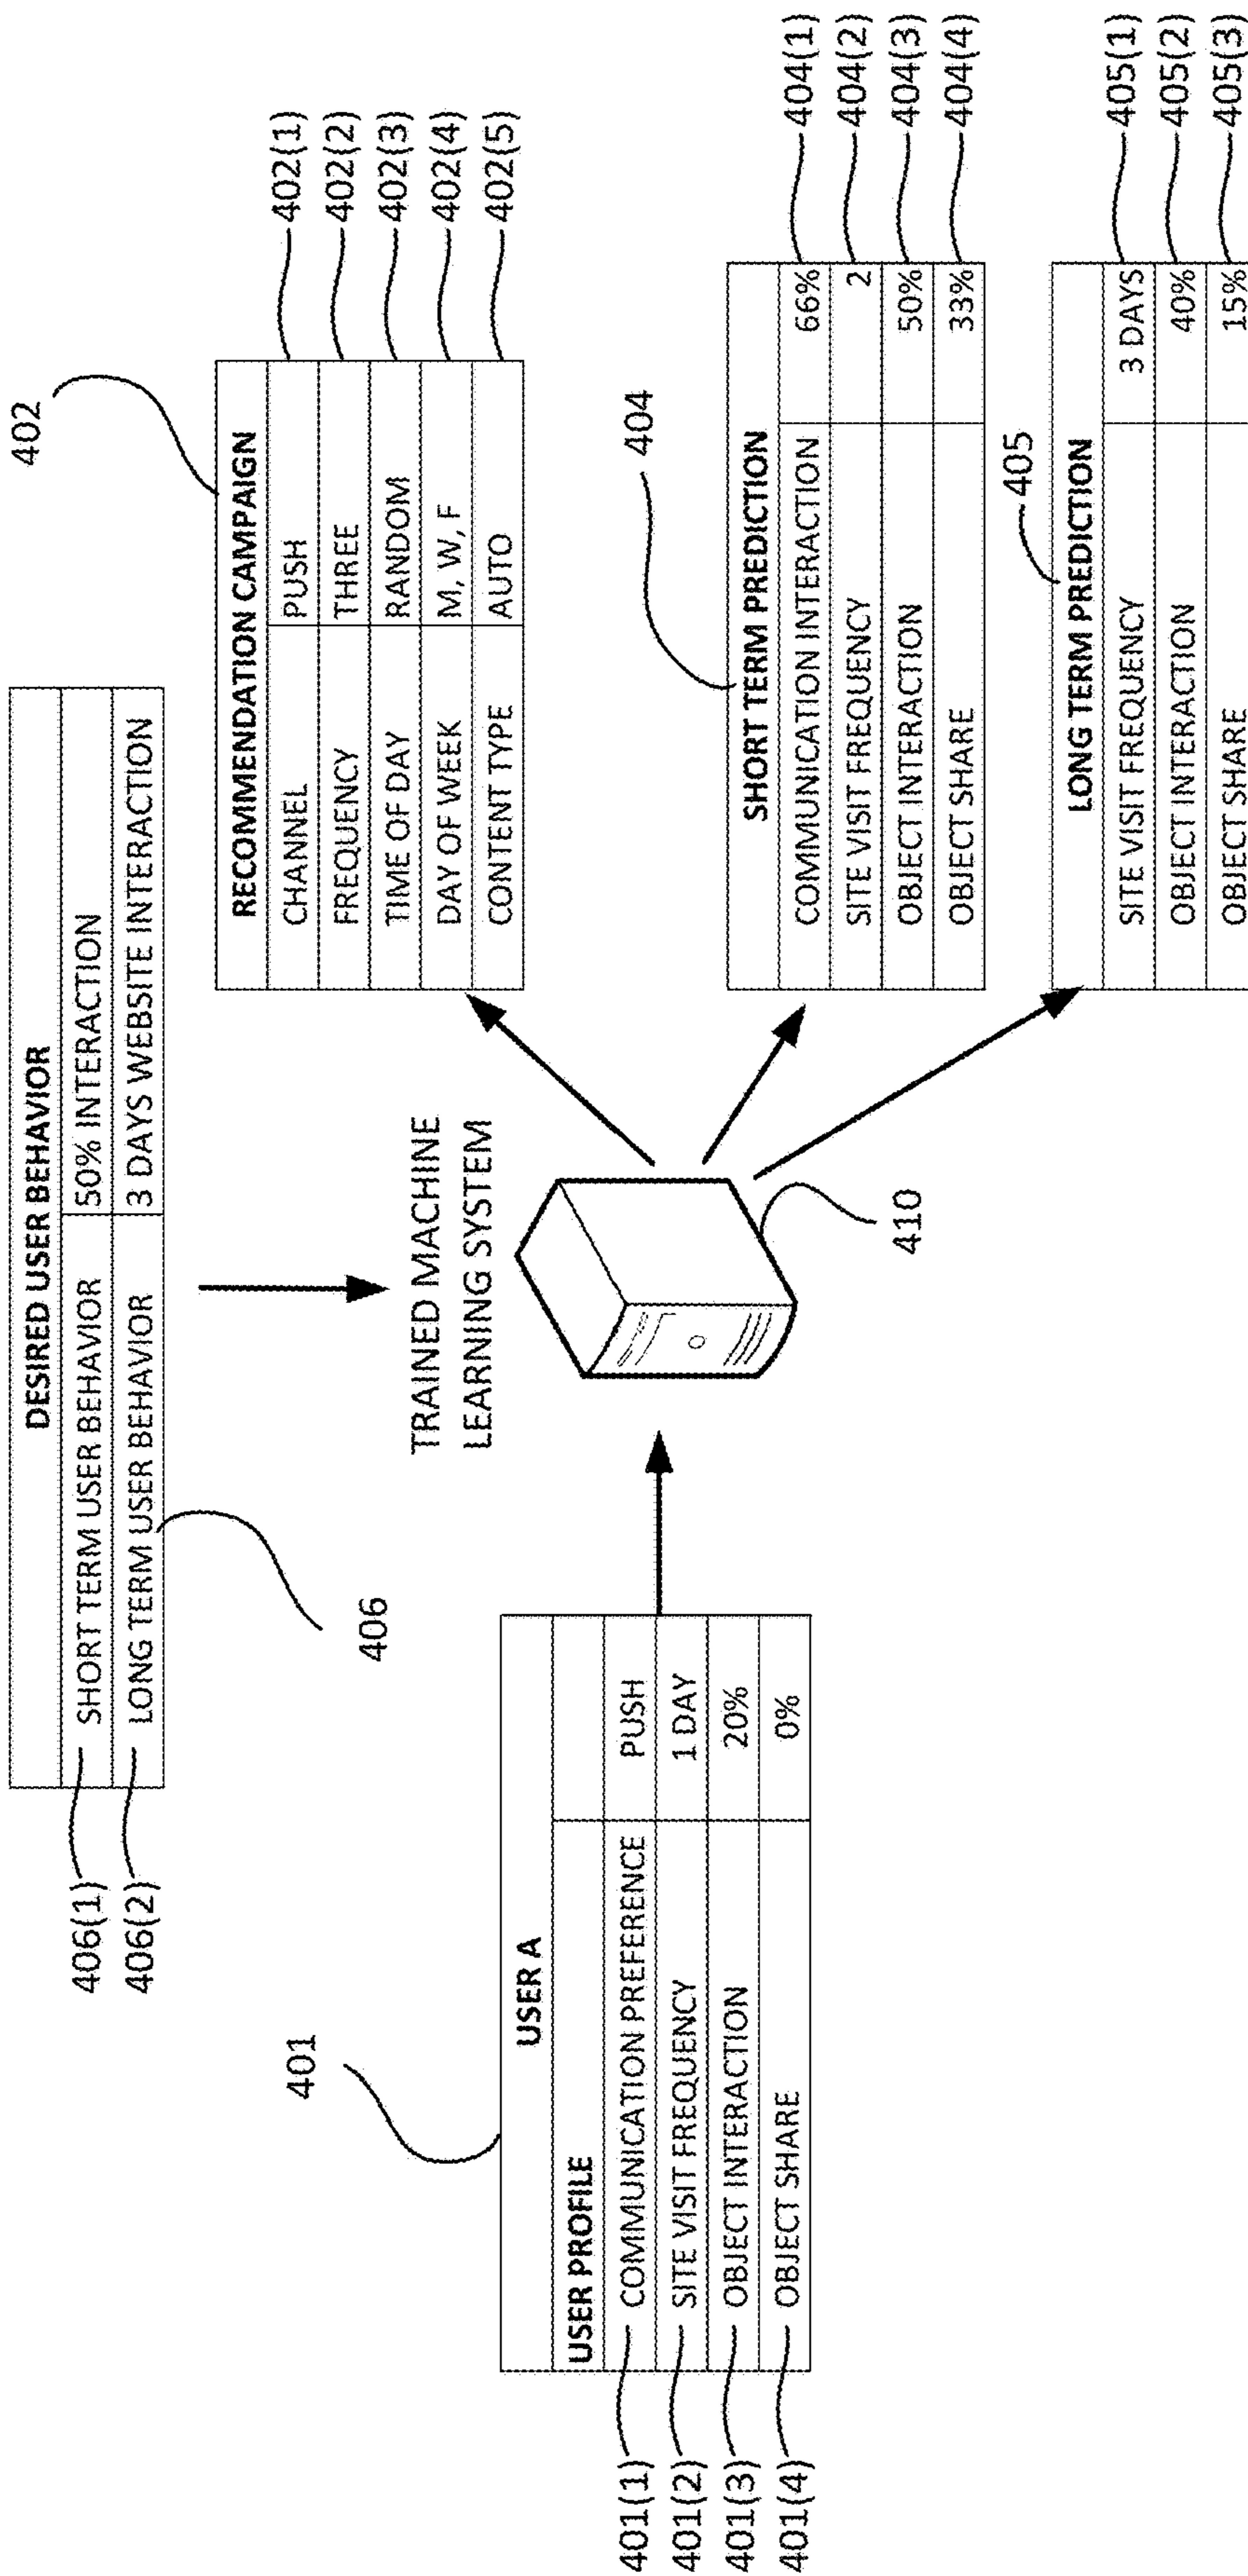 DESIRED USER BEHAVIOR
406(1) SHORT TERM USER BEHAVIOR 50% INTERACTION
406(2) LONG TERM USER BEHAVIOR 3 DAYS WEBSITE INTERACTION
406
TRAINED MACHINE
LEARNING SYSTEM
410
401
USER A
USER PROFILE
401(1) COMMUNICATION PREFERENCE PUSH
401(2) SITE VISIT FREQUENCY 1 DAY
401(3) OBJECT INTERACTION 20%
401(4) OBJECT SHARE 0%
402
RECOMMENDATION CAMPAIGN
CHANNEL PUSH 402(1)
FREQUENCY THREE 402(2)
TIME OF DAY RANDOM 402(3)
DAY OF WEEK M, W, F 402(4)
CONTENT TYPE AUTO 402(5)
404
SHORT TERM PREDICTION
COMMUNICATION INTERACTION 66% 404(1)
SITE VISIT FREQUENCY 2 404(2)
OBJECT INTERACTION 50% 404(3)
OBJECT SHARE 33% 404(4)
405
LONG TERM PREDICTION
SITE VISIT FREQUENCY 3 DAYS 405(1)
OBJECT INTERACTION 40% 405(2)
OBJECT SHARE 15% 405(3)